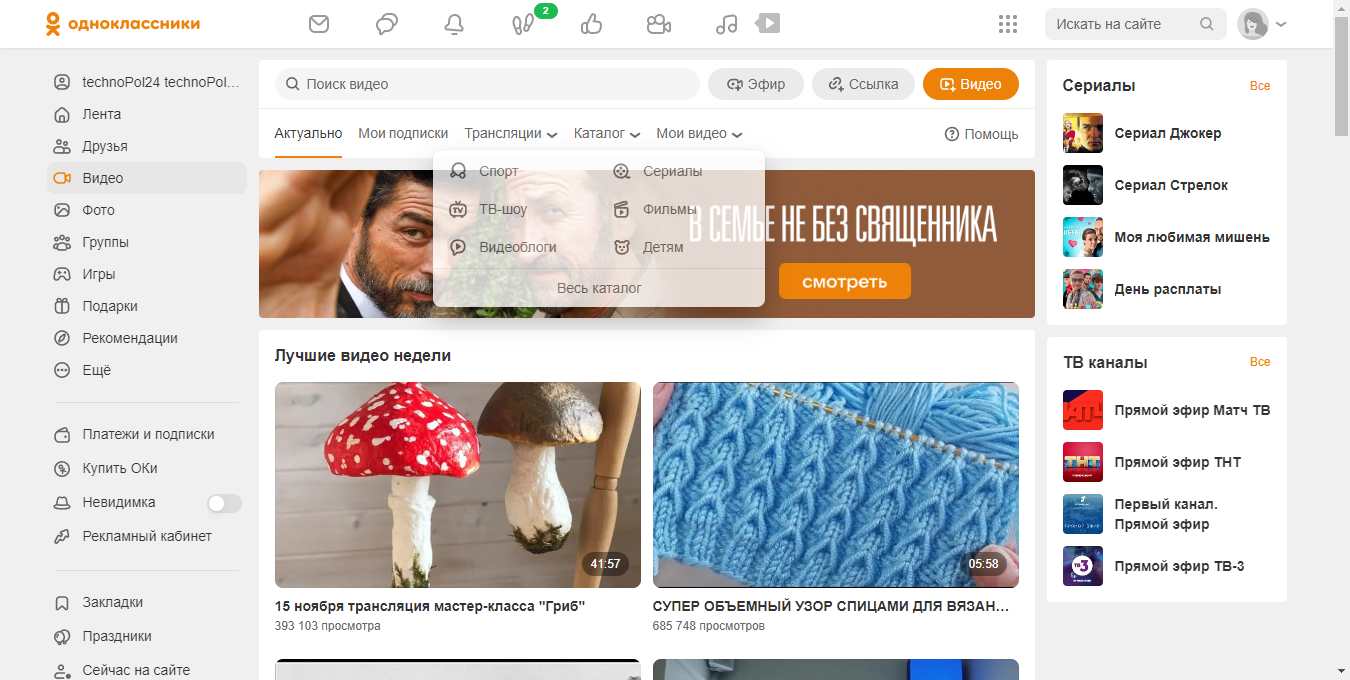 одноклассники
2
Искать на сайте
technoPol24 technoPol…
Лента
Друзья
Видео
Фото
Группы
Игры
Подарки
Рекомендации
Ещё
Платежи и подписки
Купить ОКи
Невидимка
Рекламный кабинет
Закладки
Праздники
Сейчас на сайте
Поиск видео
Эфир
Ссылка
Видео
Актуально
Мои подписки
Трансляции
Каталог
Мои видео
Помощь
Спорт
Сериалы
ТВ-шоу
Фильмы
Видеоблоги
Детям
Весь каталог
В СЕМЬЕ НЕ БЕЗ СВЯЩЕННИКА
смотреть
Лучшие видео недели
41:57
05:58
15 ноября трансляция мастер-класса "Гриб"
393 103 просмотра
СУПЕР ОБЪЕМНЫЙ УЗОР СПИЦАМИ ДЛЯ ВЯЗАН…
685 748 просмотров
Сериалы
Все
Сериал Джокер
Сериал Стрелок
Моя любимая мишень
День расплаты
ТВ каналы
Все
Прямой эфир Матч ТВ
ТНТ
Прямой эфир ТНТ
Первый канал.
Прямой эфир
ТВ 3
Прямой эфир ТВ-3